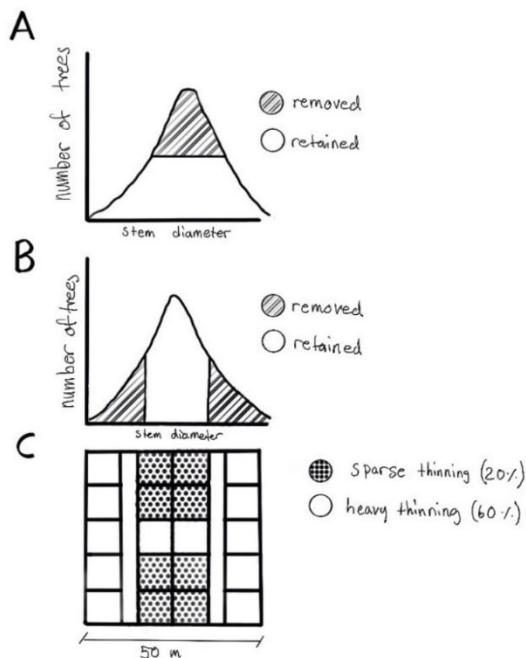 A
number of trees
removed
retained
stem diameter
B
number of trees
removed
retained
stem diameter
C
sparse thinning (20%)
heavy thinning (60%)
50 m